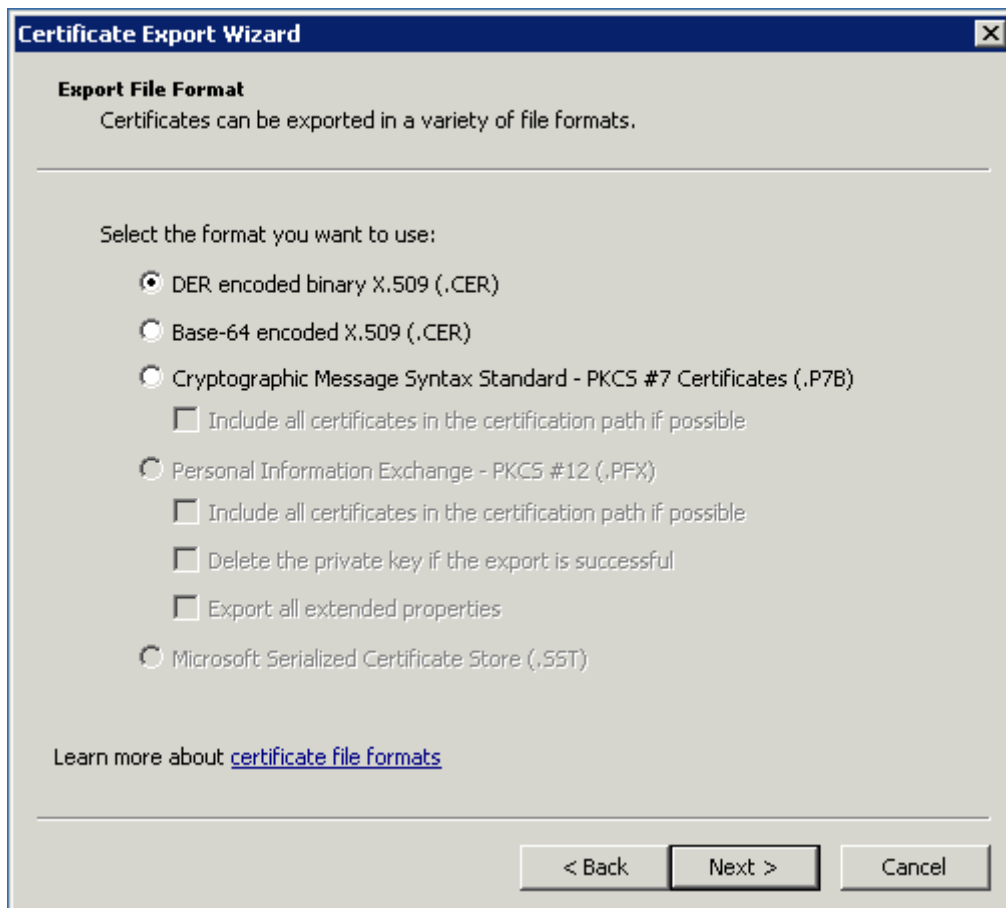 Certificate Export Wizard
Export File Format
Certificates can be exported in a variety of file formats.
Select the format you want to use:
DER encoded binary X.509 (.CER)
Base-64 encoded X.509 (.CER)
Cryptographic Message Syntax Standard - PKCS #7 Certificates (.P7B)
Include all certificates in the certification path if possible
Personal Information Exchange - PKCS #12 (.PFX)
Include all certificates in the certification path if possible
Delete the private key if the export is successful
Export all extended properties
Microsoft Serialized Certificate Store (.SST)
Learn more about certificate file formats
< Back Next > Cancel